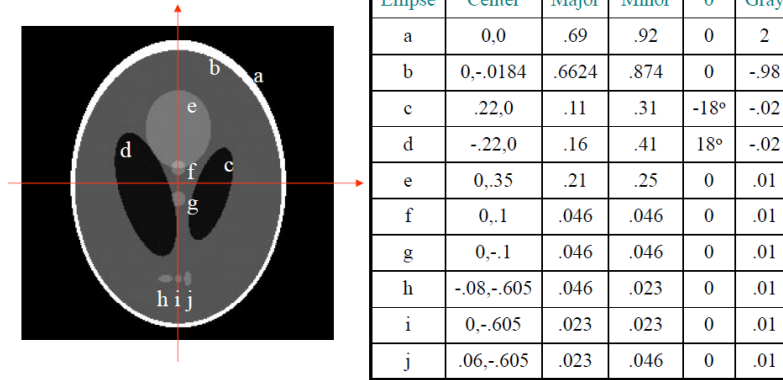 b
a
e
d
c
f
g
h i j
Ellipse Center Major Minor θ Gray
a 0,0 .69 .92 0 2
b 0,-.0184 .6624 .874 0 -.98
c .22,0 .11 .31 -18° -.02
d -.22,0 .16 .41 18° -.02
e 0,.35 .21 .25 0 .01
f 0,.1 .046 .046 0 .01
g 0,-.1 .046 .046 0 .01
h -.08,-.605 .046 .023 0 .01
i 0,-.605 .023 .023 0 .01
j .06,-.605 .023 .046 0 .01